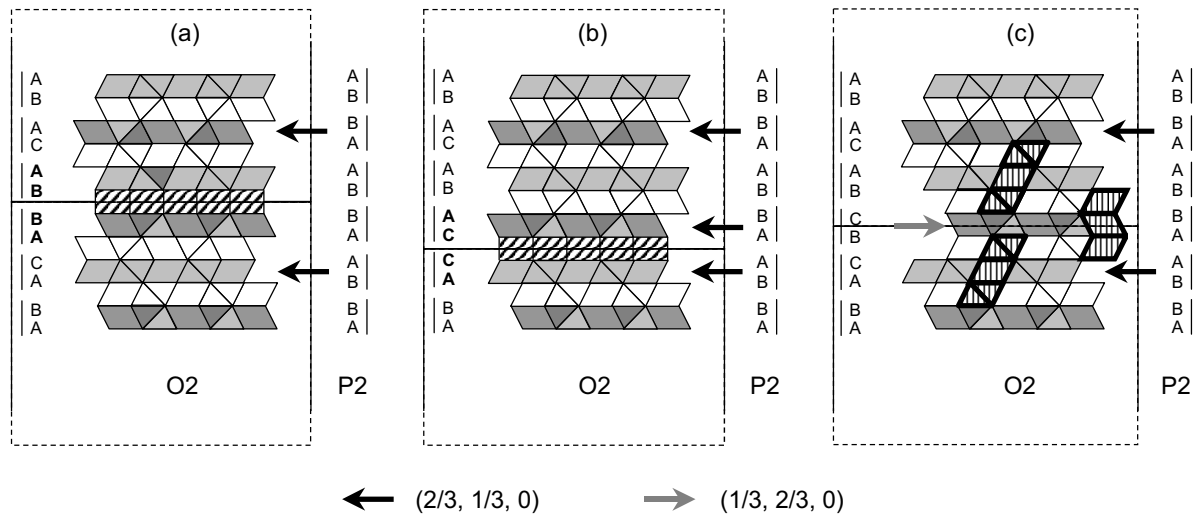 (a) (b) (c)
A A A A A A
B B B B B B
A B A B A B
C A C A C A
A A A A A A
B B B B B B
B B A B C B
A A C A B A
C A C A C A
A B A B A B
B B B B B B
A A A A A A
O2 P2 O2 P2 O2 P2
(2/3, 1/3, 0) (1/3, 2/3, 0)